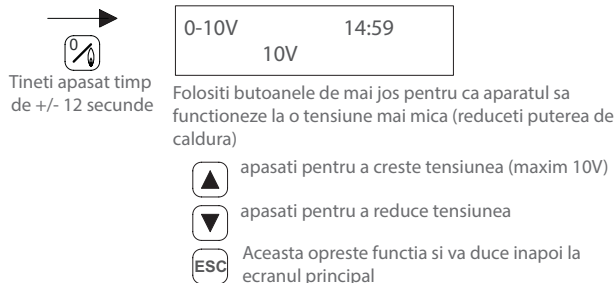 0-10V 14:59
10V
0
Tineti apasat timp
de +/- 12 secunde
Folositi butoanele de mai jos pentru ca aparatul sa
functioneze la o tensiune mai mica (reduceti puterea de
caldura)
apasati pentru a creste tensiunea (maxim 10V)
apasati pentru a reduce tensiunea
ESC
Aceasta opreste functia si va duce inapoi la
ecranul principal